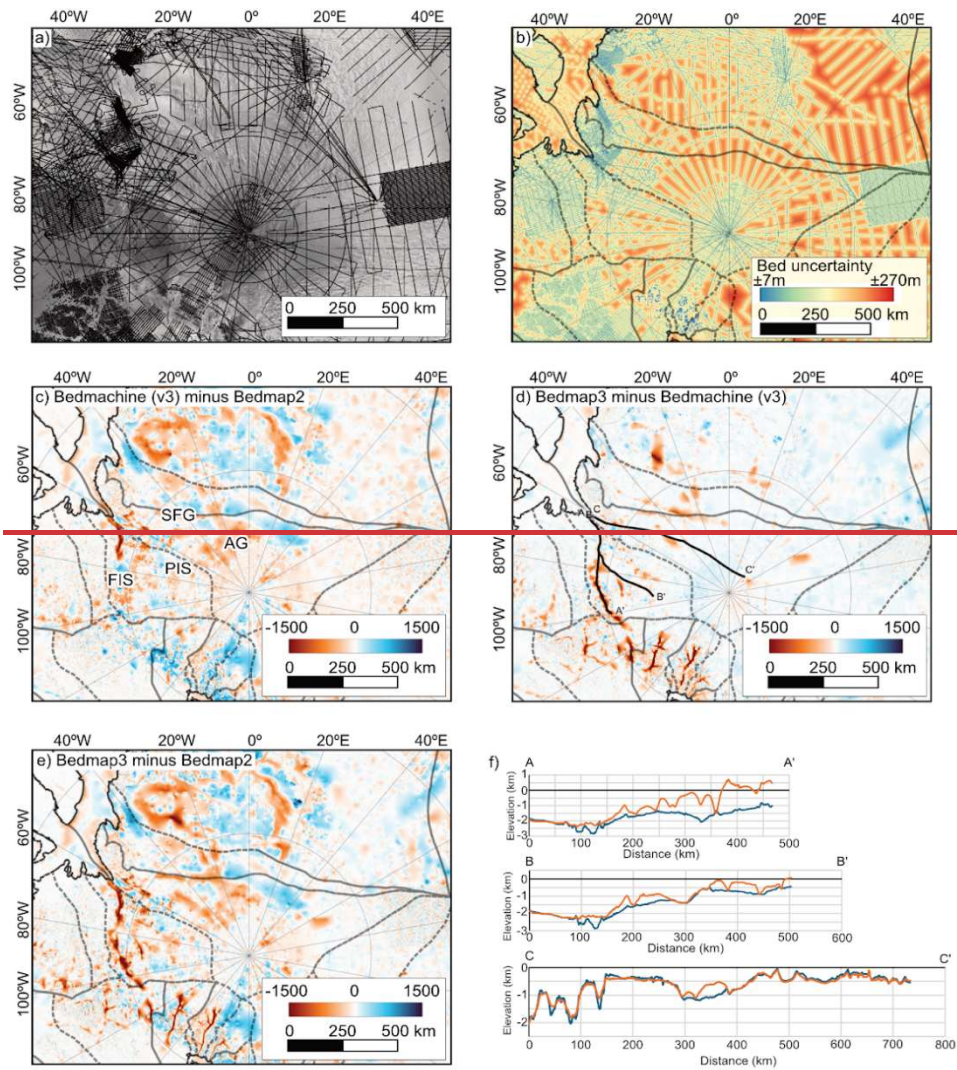 40ºW 20ºW 0º 20ºE 40ºE
a)
60ºW
80ºW
100ºW
0 250 500 km
40ºW 20ºW 0º 20ºE 40ºE
b)
60ºW
80ºW
100ºW
Bed uncertainty
±7m ±270m
0 250 500 km
40ºW 20ºW 0º 20ºE 40ºE
c) Bedmachine (v3) minus Bedmap2
60ºW
SFG
AG
80ºW
FIS
PIS
100ºW
-1500 0 1500
0 250 500 km
40ºW 20ºW 0º 20ºE 40ºE
d) Bedmap3 minus Bedmachine (v3)
60ºW
A B C
80ºW
C'
B'
A'
100ºW
-1500 0 1500
0 250 500 km
40ºW 20ºW 0º 20ºE 40ºE
e) Bedmap3 minus Bedmap2
60ºW
80ºW
100ºW
-1500 0 1500
0 250 500 km
f)
A A'
Elevation (km)
1
0
-1
-2
-3
0 100 200 300 400 500
Distance (km)
B B'
Elevation (km)
0
-1
-2
-3
0 100 200 300 400 500 600
Distance (km)
C C'
Elevation (km)
0
-1
-2
0 100 200 300 400 500 600 700 800
Distance (km)